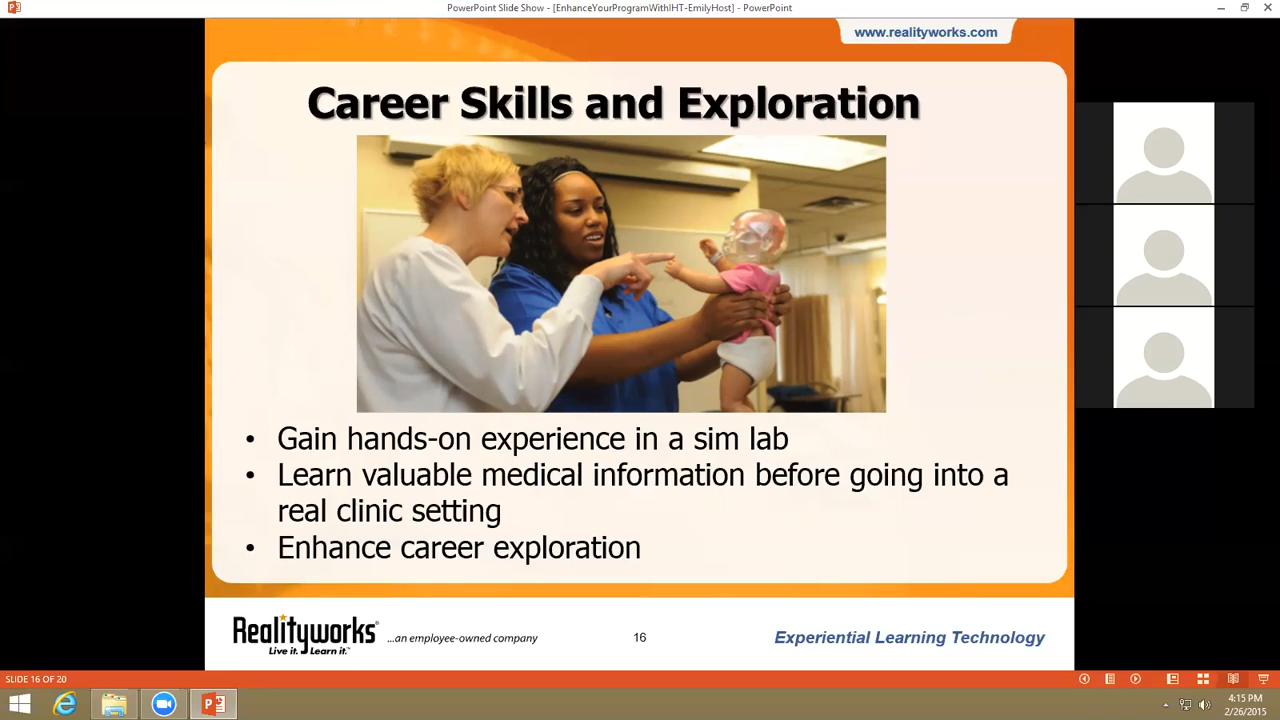 PowerPoint Slide Show - [EnhanceYourProgramWithIHT-EmilyHost] - PowerPoint
www.realityworks.com
Career Skills and Exploration
• Gain hands-on experience in a sim lab
• Learn valuable medical information before going into a
real clinic setting
• Enhance career exploration
Realityworks® ...an employee-owned company
Live it. Learn it.™
16
Experiential Learning Technology
SLIDE 16 OF 20
4:15 PM
2/26/2015